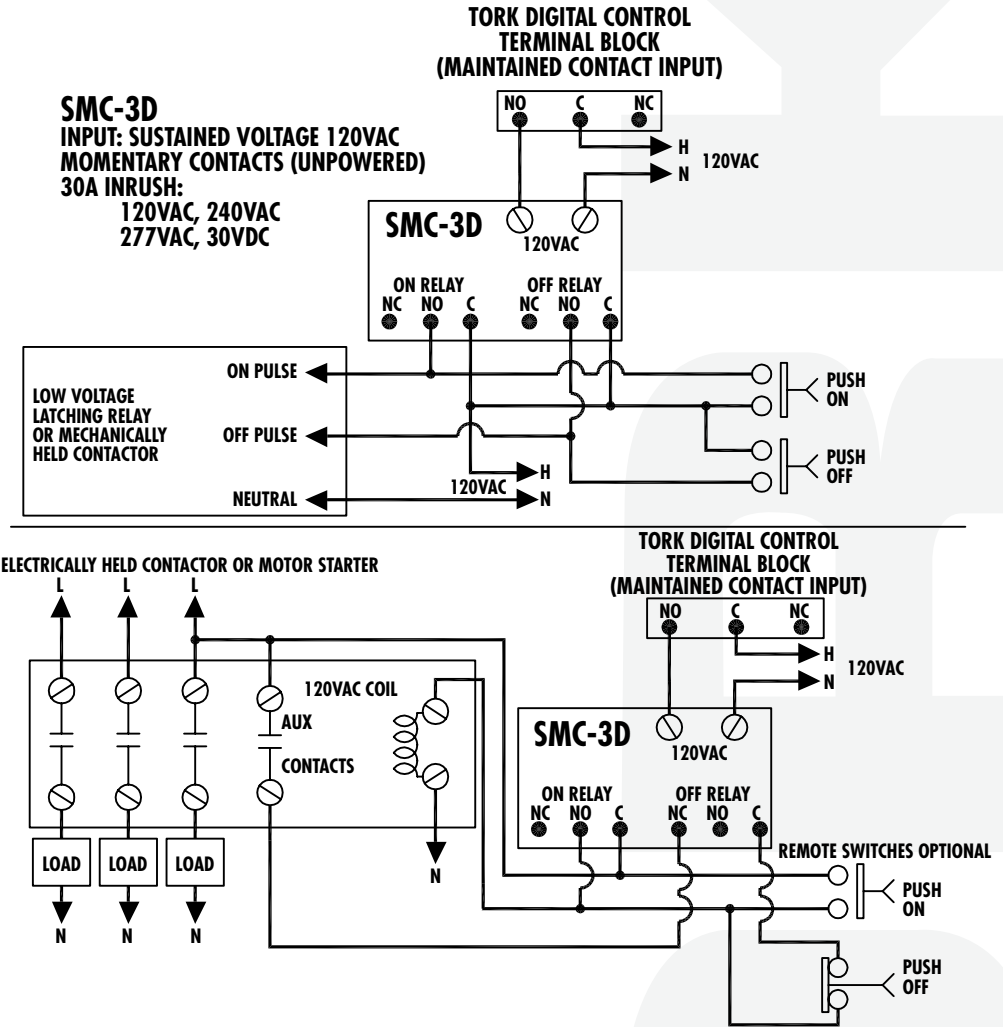 TORK DIGITAL CONTROL
TERMINAL BLOCK
(MAINTAINED CONTACT INPUT)
NO C NC
SMC-3D
INPUT: SUSTAINED VOLTAGE 120VAC
MOMENTARY CONTACTS (UNPOWERED)
30A INRUSH:
120VAC, 240VAC
277VAC, 30VDC
H
120VAC
N
SMC-3D
120VAC
ON RELAY OFF RELAY
NC NO C NC NO C
ON PULSE
LOW VOLTAGE
LATCHING RELAY
OR MECHANICALLY
HELD CONTACTOR
OFF PULSE
NEUTRAL
120VAC
H
N
PUSH
ON
PUSH
OFF
ELECTRICALLY HELD CONTACTOR OR MOTOR STARTER
L L L
120VAC COIL
AUX
CONTACTS
LOAD LOAD LOAD
N N N
N
TORK DIGITAL CONTROL
TERMINAL BLOCK
(MAINTAINED CONTACT INPUT)
NO C NC
H
120VAC
N
SMC-3D
120VAC
ON RELAY OFF RELAY
NC NO C NC NO C
REMOTE SWITCHES OPTIONAL
PUSH
ON
PUSH
OFF